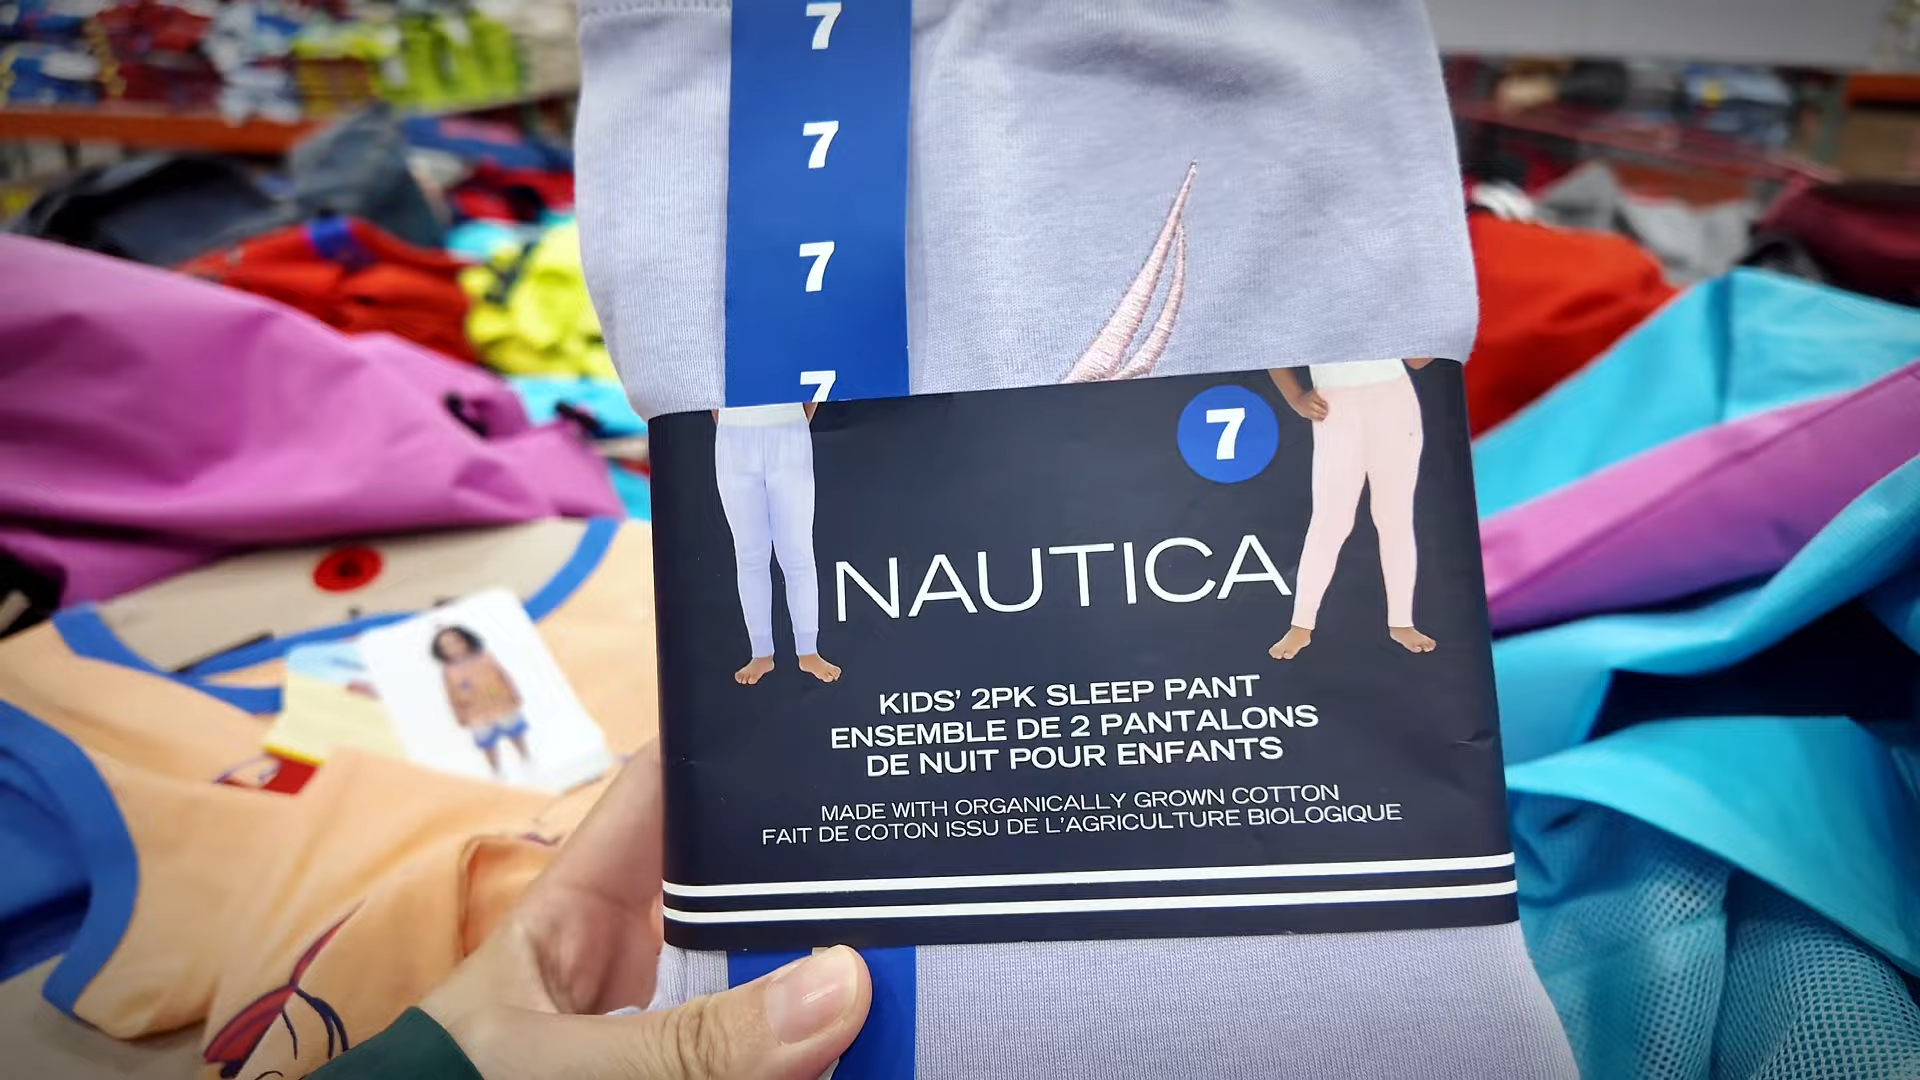 7
7
7
7
7
NAUTICA
KIDS' 2PK SLEEP PANT
ENSEMBLE DE 2 PANTALONS
DE NUIT POUR ENFANTS
MADE WITH ORGANICALLY GROWN COTTON
FAIT DE COTON ISSU DE L'AGRICULTURE BIOLOGIQUE